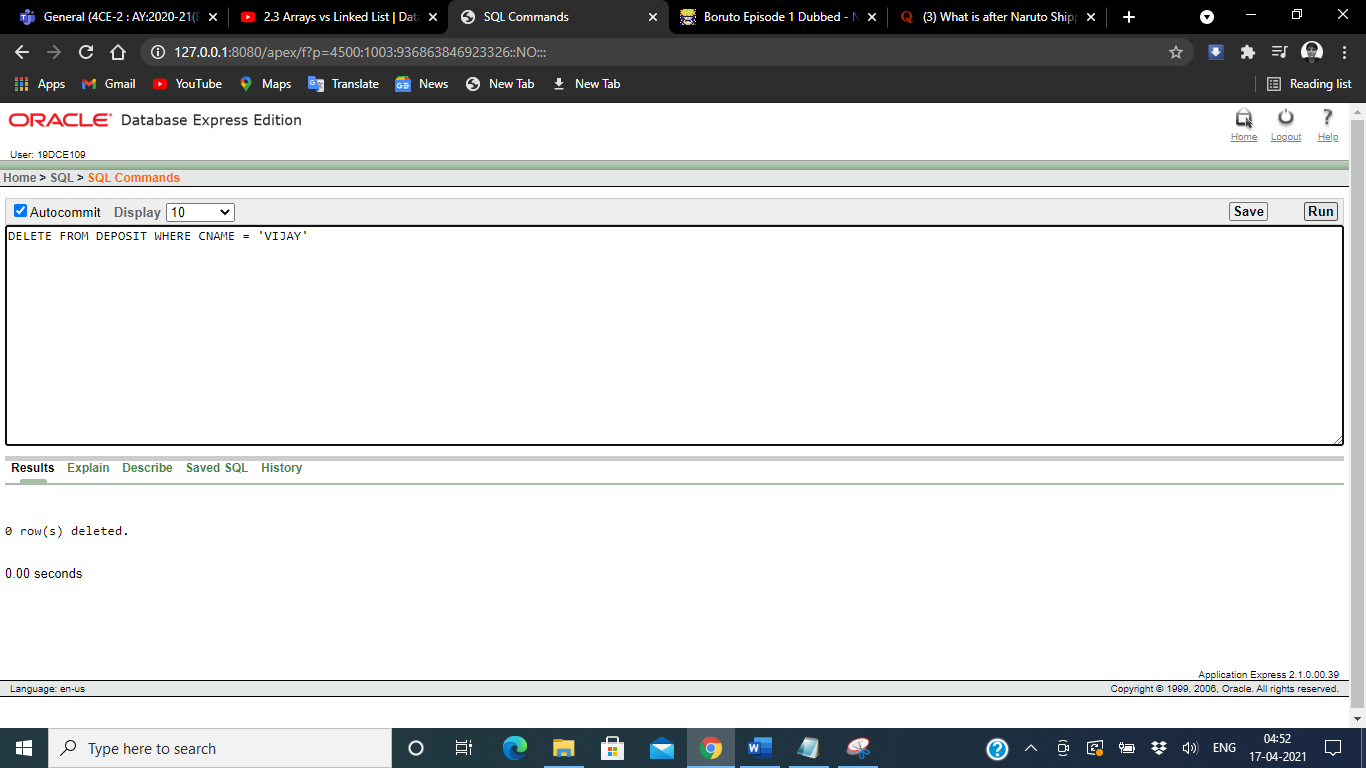 General (4CE-2 : AY:2020-21(E
2.3 Arrays vs Linked List | Data
SQL Commands
Boruto Episode 1 Dubbed - N
(3) What is after Naruto Ship
127.0.0.1:8080/apex/f?p=4500:1003:936863846923326::NO:::
Apps Gmail YouTube Maps Translate News New Tab New Tab Reading list
ORACLE Database Express Edition
Home Logout Help
User: 19DCE109
Home > SQL > SQL Commands
Autocommit Display 10 Save Run
DELETE FROM DEPOSIT WHERE CNAME = 'VIJAY'
Results Explain Describe Saved SQL History
0 row(s) deleted.
0.00 seconds
Application Express 2.1.0.00.39
Language: en-us Copyright © 1999, 2006, Oracle. All rights reserved.
Type here to search
ENG
04:52
17-04-2021